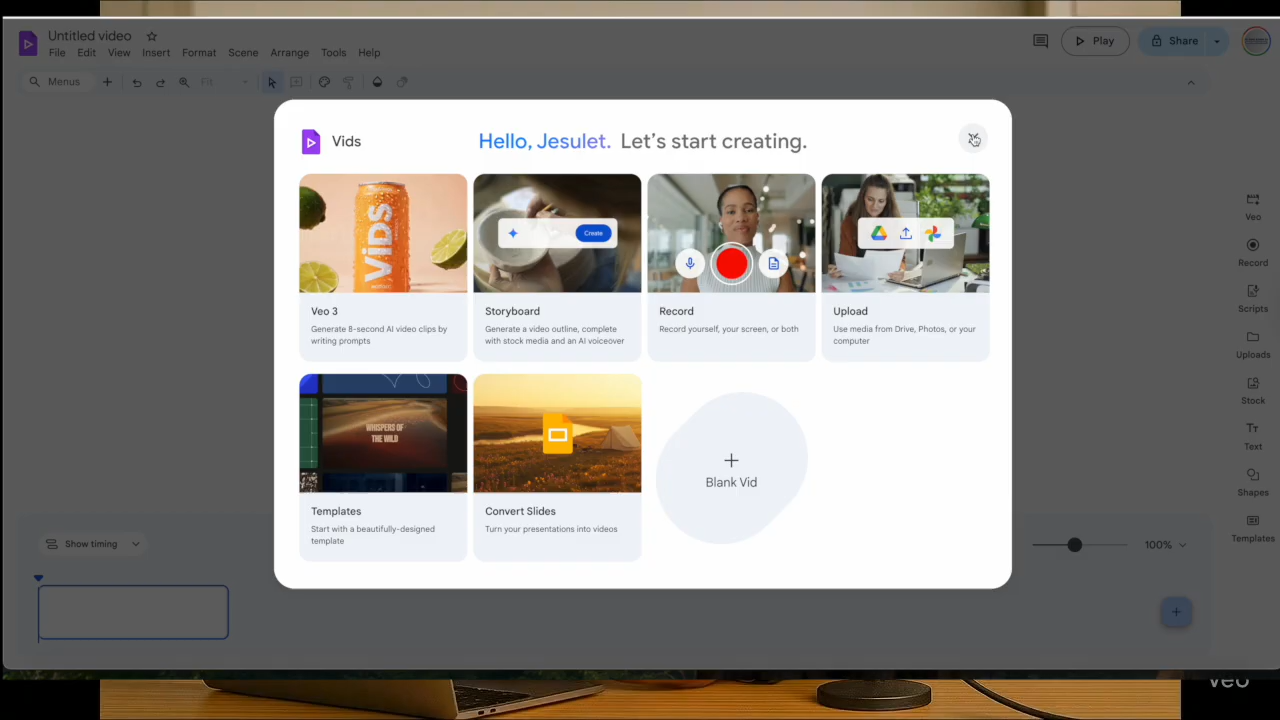 Untitled video
File Edit View Insert Format Scene Arrange Tools Help
Play
Share
Menus
Fit
Vids
Hello, Jesulet. Let's start creating.
ViDS
Create
Veo 3
Generate 8-second AI video clips by
writing prompts
Storyboard
Generate a video outline, complete
with stock media and an AI voiceover
Record
Record yourself, your screen, or both
Upload
Use media from Drive, Photos, or your
computer
WHISPERS OF
THE WILD
Templates
Start with a beautifully-designed
template
Convert Slides
Turn your presentations into videos
Blank Vid
Veo
Record
Scripts
Uploads
Stock
Text
Shapes
Templates
Show timing
100%
Veo